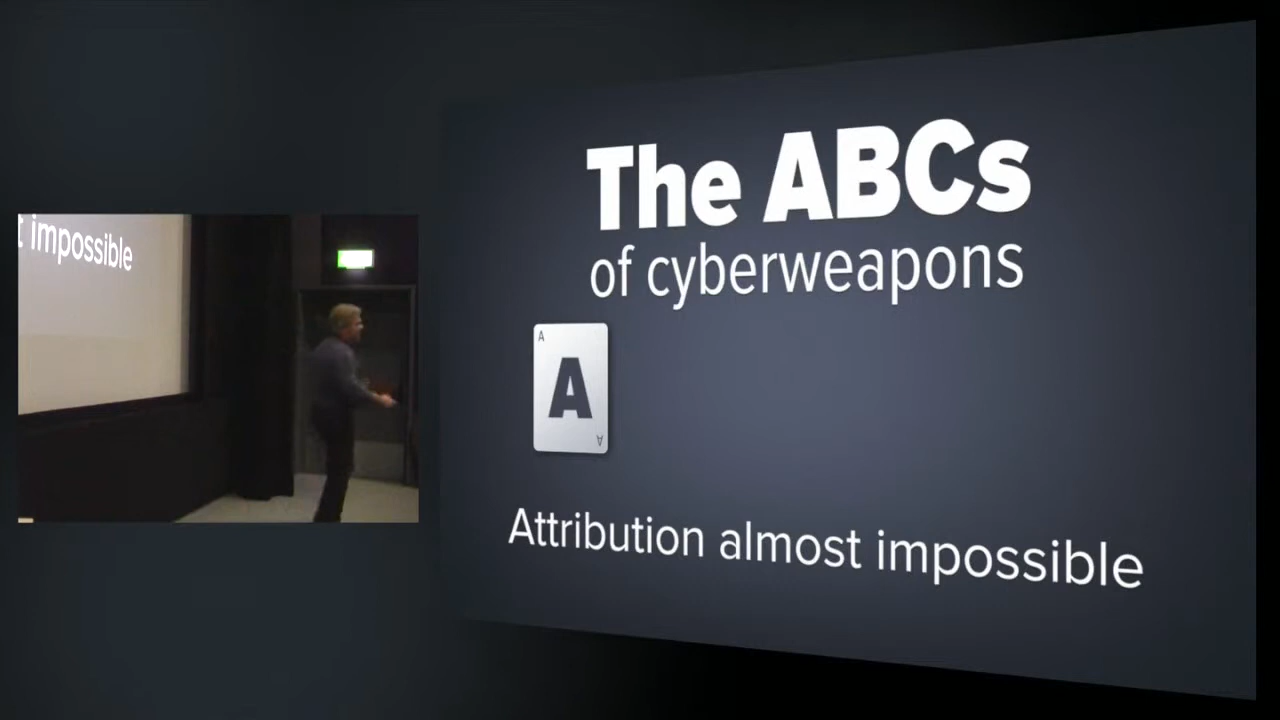 impossible
The ABCs
of cyberweapons
A
A
A
Attribution almost impossible